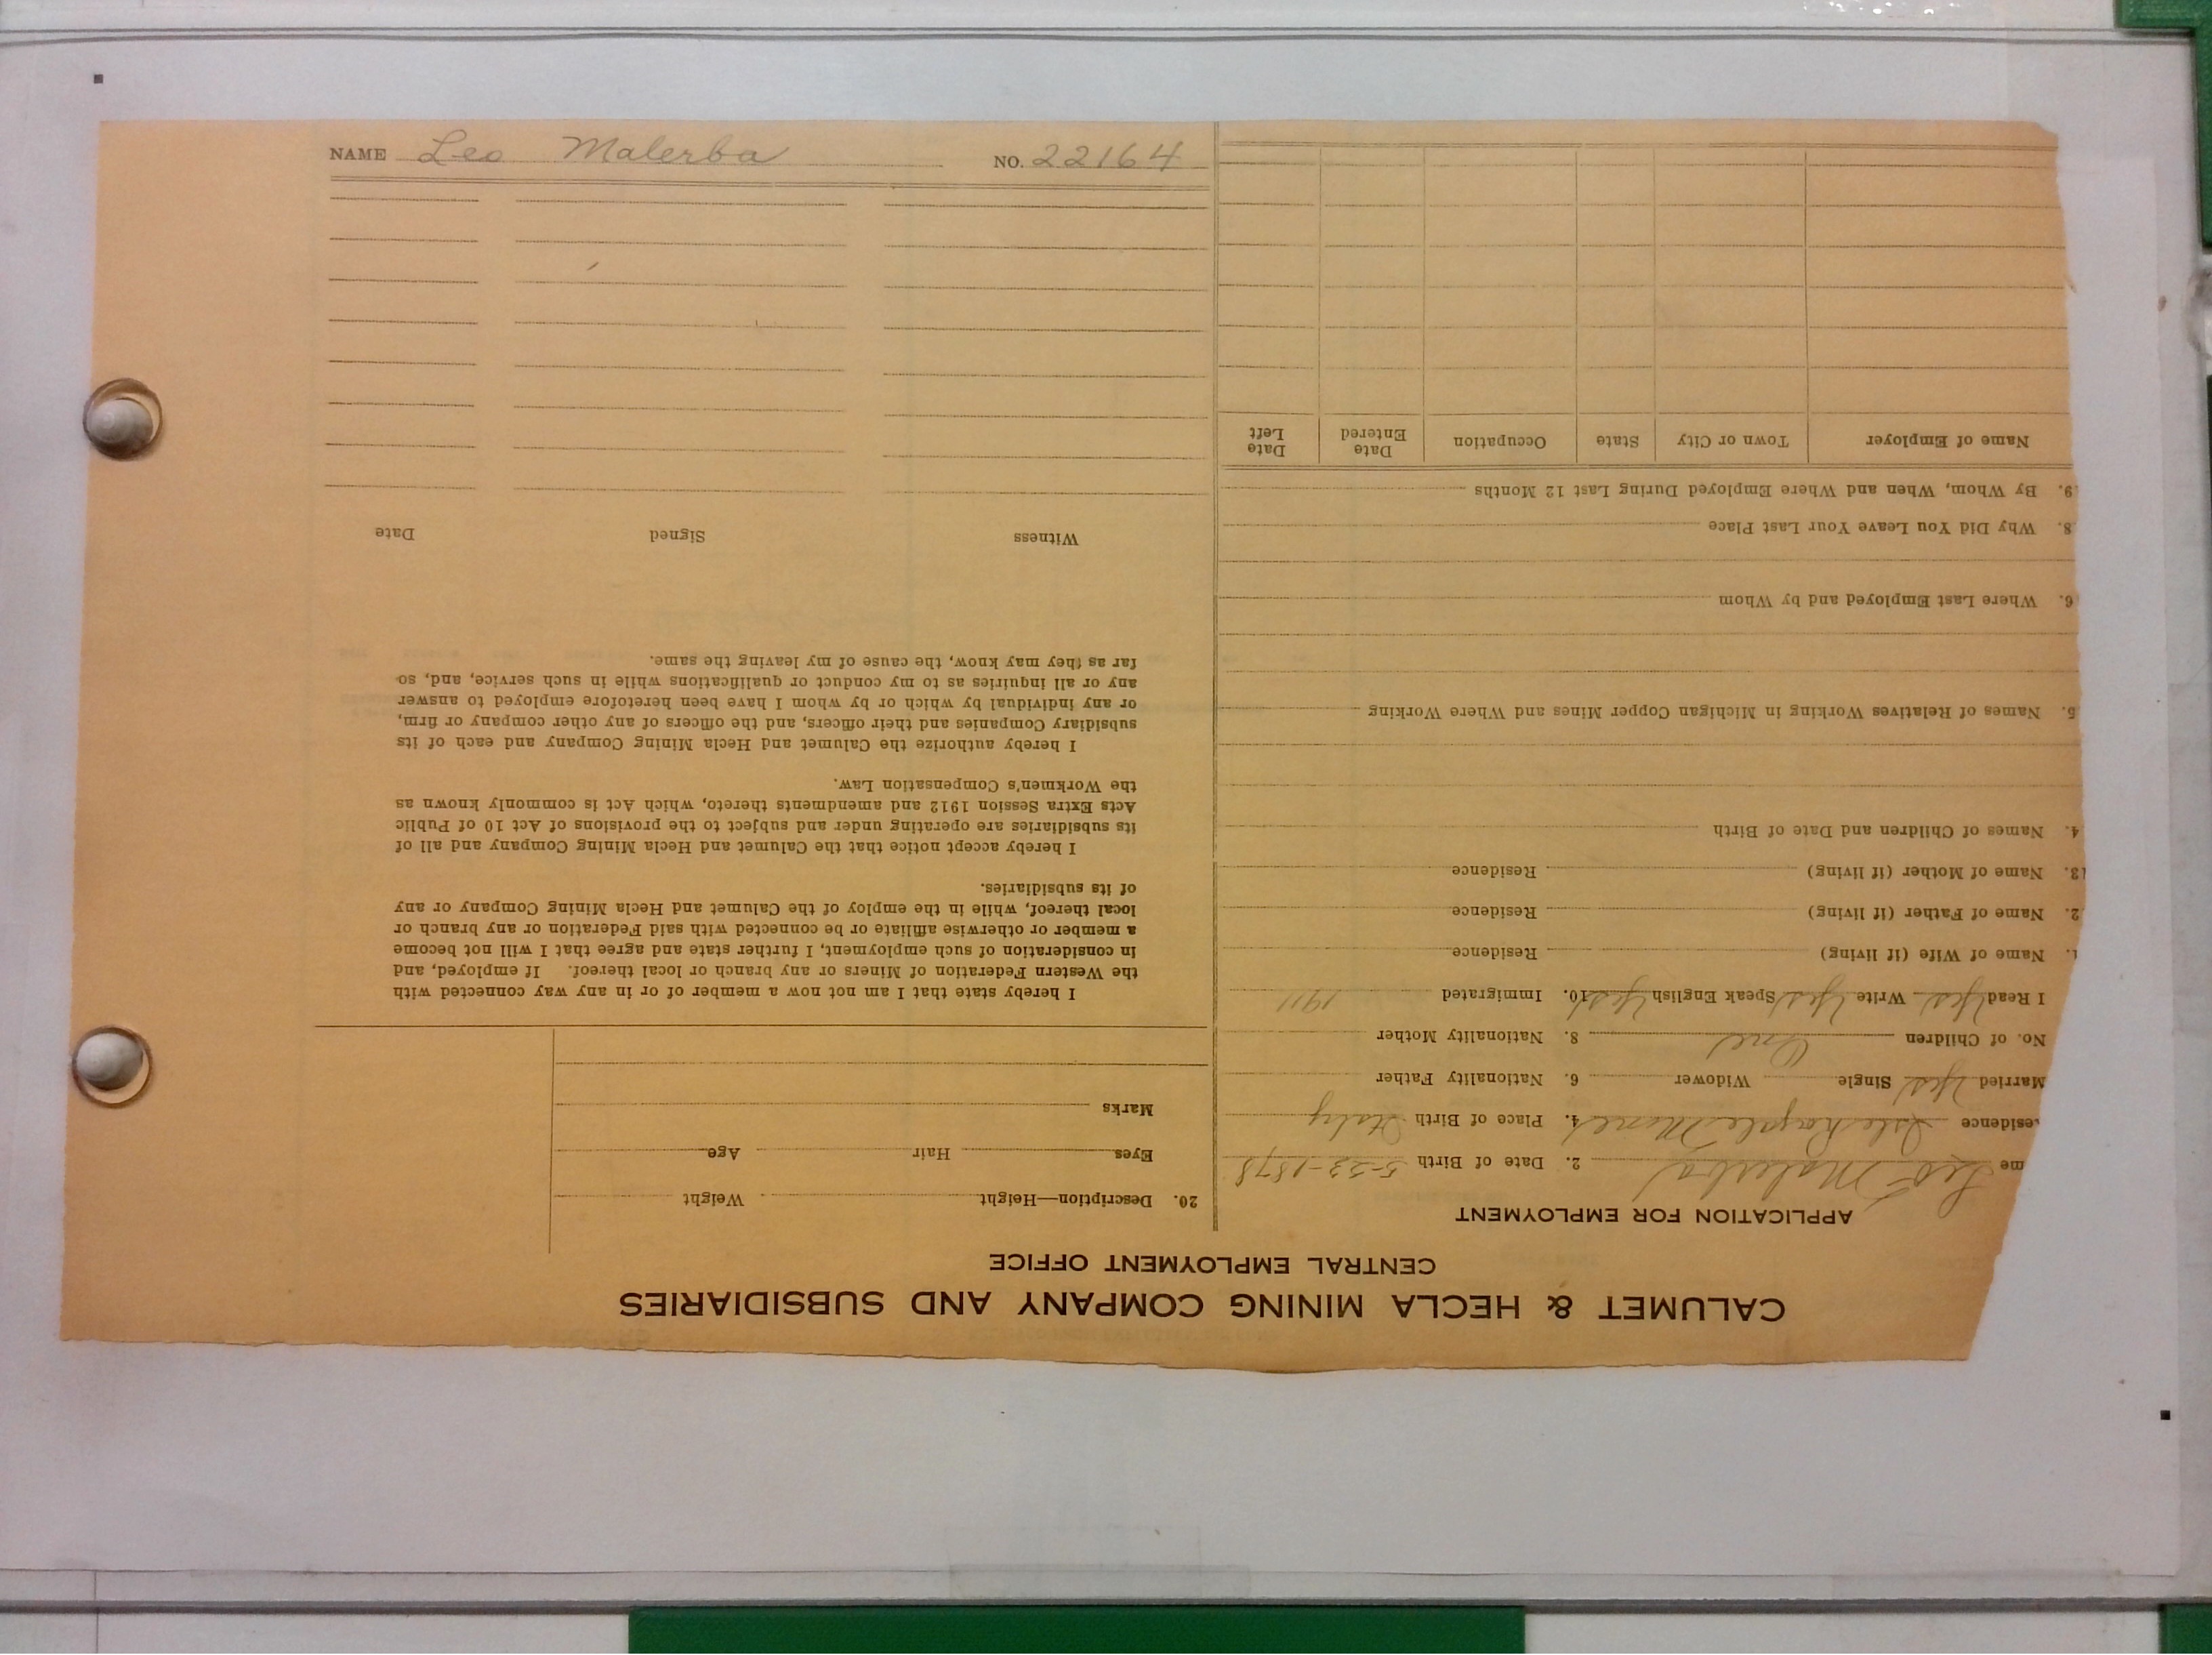 NAME Leo Malerba NO. 22164
CALUMET & HECLA MINING COMPANY AND SUBSIDIARIES
CENTRAL EMPLOYMENT OFFICE
APPLICATION FOR EMPLOYMENT
me Leo Malerba 2. Date of Birth 5-23-1878
esidence Isle Royale Mine 4. Place of Birth Italy
Married Yes Single Widower 6. Nationality Father
No. of Children One 8. Nationality Mother
I Read Yes Write Yes Speak English Yes 10. Immigrated 1911
1. Name of Wife (if living) Residence
2. Name of Father (if living) Residence
13. Name of Mother (if living) Residence
4. Names of Children and Date of Birth
5. Names of Relatives Working in Michigan Copper Mines and Where Working
6. Where Last Employed and by Whom
8. Why Did You Leave Your Last Place
9. By Whom, When and Where Employed During Last 12 Months
Name of Employer Town or City State Occupation Date Entered Date Left
20. Description—Height Weight
Eyes Hair Age
Marks
I hereby state that I am not now a member of or in any way connected with
the Western Federation of Miners or any branch or local thereof. If employed, and
in consideration of such employment, I further state and agree that I will not become
a member or otherwise affiliate or be connected with said Federation or any branch or
local thereof, while in the employ of the Calumet and Hecla Mining Company or any
of its subsidiaries.
I hereby accept notice that the Calumet and Hecla Mining Company and all of
its subsidiaries are operating under and subject to the provisions of Act 10 of Public
Acts Extra Session 1912 and amendments thereto, which Act is commonly known as
the Workmen's Compensation Law.
I hereby authorize the Calumet and Hecla Mining Company and each of its
subsidiary Companies and their officers, and the officers of any other company or firm,
or any individual by which or by whom I have been heretofore employed to answer
any or all inquiries as to my conduct or qualifications while in such service, and, so
far as they may know, the cause of my leaving the same.
Witness Signed Date